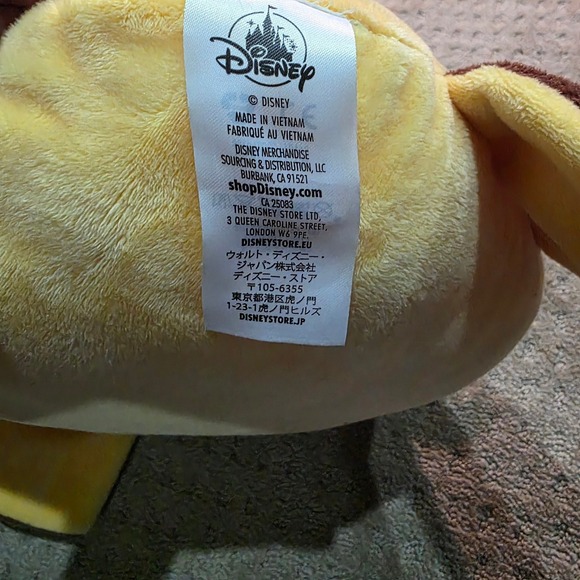 Disney
© DISNEY
MADE IN VIETNAM
FABRIQUÉ AU VIETNAM
DISNEY MERCHANDISE
SOURCING & DISTRIBUTION, LLC
BURBANK, CA 91521
shopDisney.com
CA 25083
THE DISNEY STORE LTD,
3 QUEEN CAROLINE STREET,
LONDON W6 9PE.
DISNEYSTORE.EU
ウォルト・ディズニー・
ジャパン株式会社
ディズニー・ストア
〒105-6355
東京都港区虎ノ門
1-23-1虎ノ門ヒルズ
DISNEYSTORE.JP